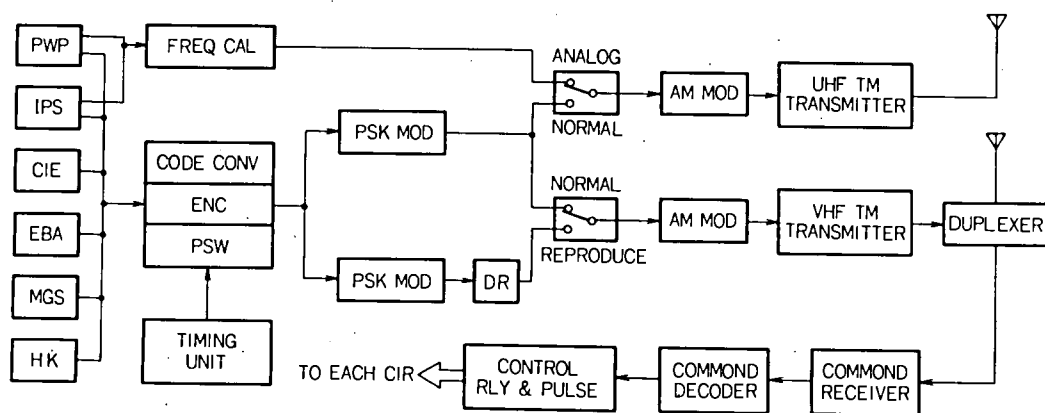 PWP
IPS
CIE
EBA
MGS
HK
FREQ CAL
CODE CONV
ENC
PSW
TIMING
UNIT
PSK MOD
PSK MOD
DR
ANALOG
NORMAL
NORMAL
REPRODUCE
AM MOD
UHF TM
TRANSMITTER
AM MOD
VHF TM
TRANSMITTER
DUPLEXER
TO EACH CIR
CONTROL
RLY & PULSE
COMMOND
DECODER
COMMOND
RECEIVER